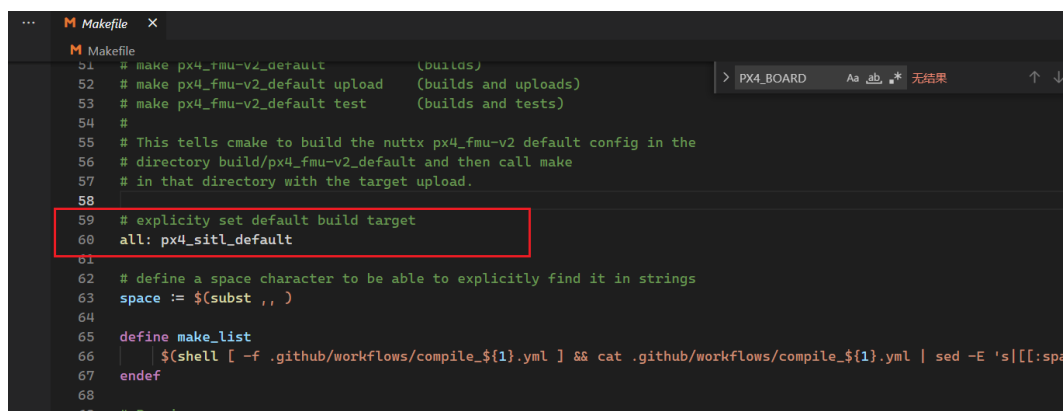 ··· M Makefile ×
M Makefile
51 # make px4_fmu-v2_default (builds)
> PX4_BOARD Aa ab .* 无结果 ↑ ↓
52 # make px4_fmu-v2_default upload (builds and uploads)
53 # make px4_fmu-v2_default test (builds and tests)
54 #
55 # This tells cmake to build the nuttx px4_fmu-v2 default config in the
56 # directory build/px4_fmu-v2_default and then call make
57 # in that directory with the target upload.
58
59 # explicity set default build target
60 all: px4_sitl_default
61
62 # define a space character to be able to explicitly find it in strings
63 space := $(subst ,, )
64
65 define make_list
66 $(shell [ -f .github/workflows/compile_${1}.yml ] && cat .github/workflows/compile_${1}.yml | sed -E 's|[[:spa
67 endef
68